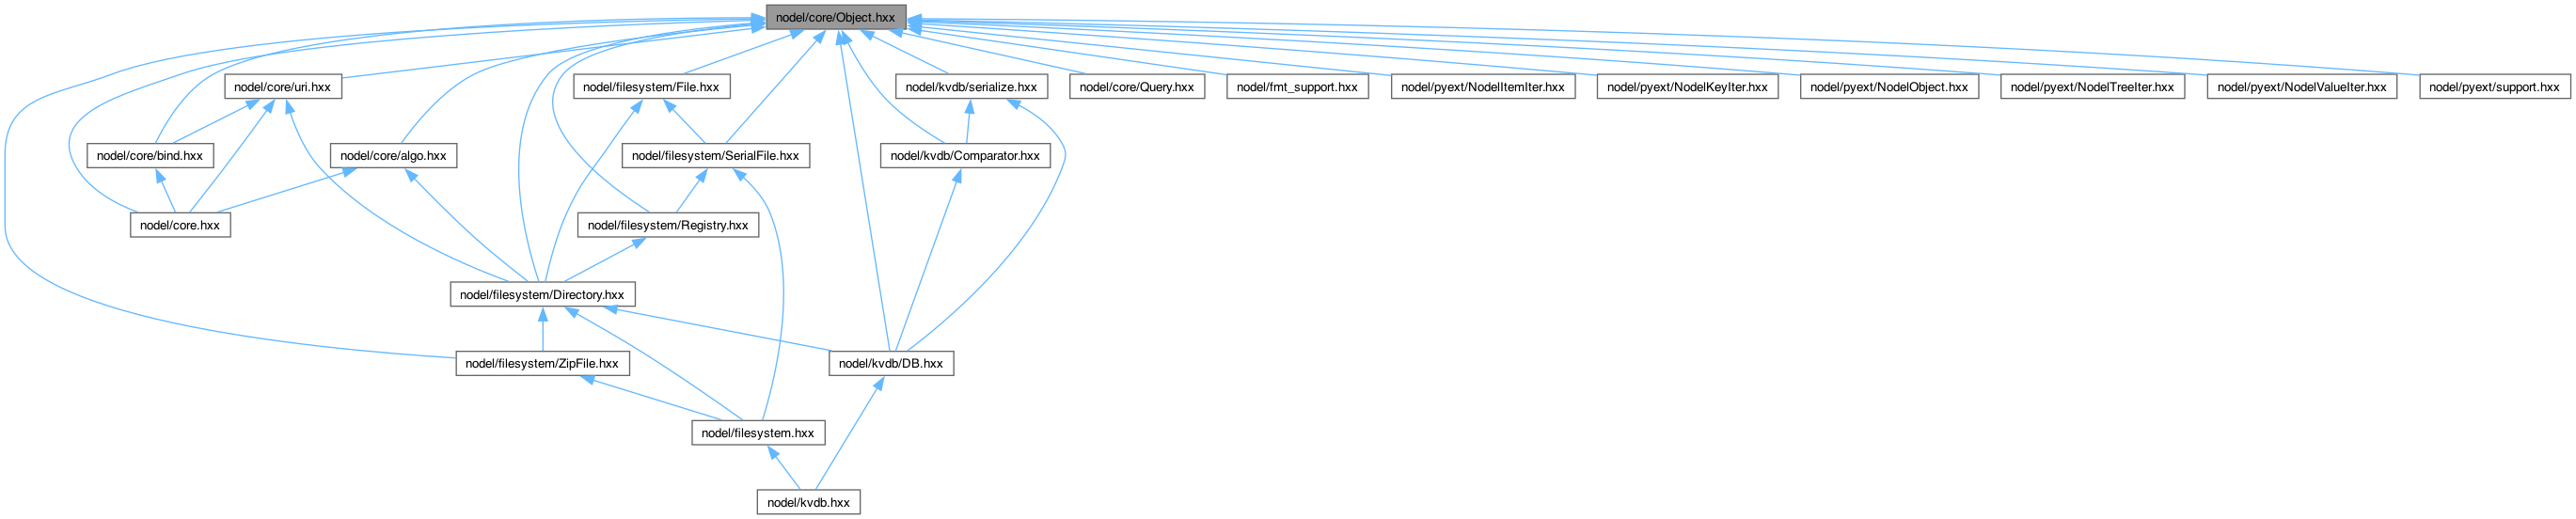 nodel/core/Object.hxx
nodel/core/uri.hxx
nodel/filesystem/File.hxx
nodel/kvdb/serialize.hxx
nodel/core/Query.hxx
nodel/fmt_support.hxx
nodel/pyext/NodelItemIter.hxx
nodel/pyext/NodelKeyIter.hxx
nodel/pyext/NodelObject.hxx
nodel/pyext/NodelTreeIter.hxx
nodel/pyext/NodelValueIter.hxx
nodel/pyext/support.hxx
nodel/core/bind.hxx
nodel/core/algo.hxx
nodel/filesystem/SerialFile.hxx
nodel/kvdb/Comparator.hxx
nodel/core.hxx
nodel/filesystem/Registry.hxx
nodel/filesystem/Directory.hxx
nodel/filesystem/ZipFile.hxx
nodel/kvdb/DB.hxx
nodel/filesystem.hxx
nodel/kvdb.hxx